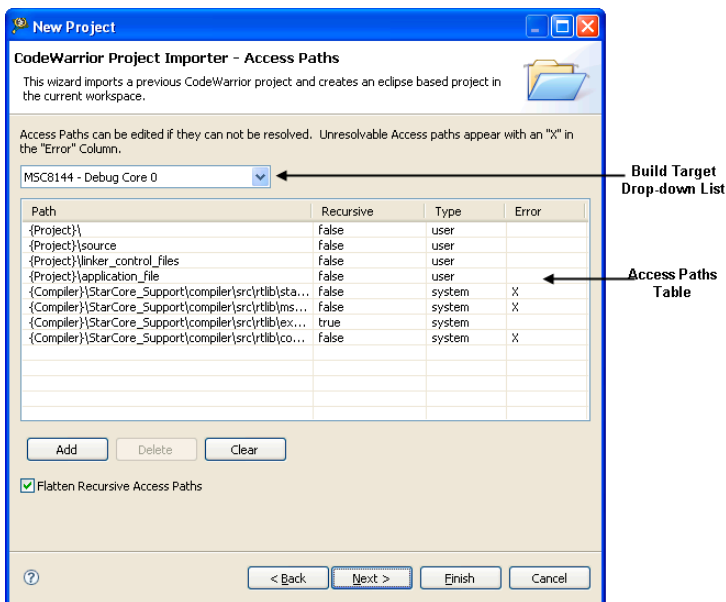 New Project
CodeWarrior Project Importer - Access Paths
This wizard imports a previous CodeWarrior project and creates an eclipse based project in
the current workspace.
Access Paths can be edited if they can not be resolved. Unresolvable Access paths appear with an "X" in
the "Error" Column.
MSC8144 - Debug Core 0
Build Target
Drop-down List
Path Recursive Type Error
{Project}\ false user
{Project}\source false user
{Project}\linker_control_files false user
{Project}\application_file false user
{Compiler}\StarCore_Support\compiler\src\rtlib\sta... false system X
{Compiler}\StarCore_Support\compiler\src\rtlib\ms... false system X
{Compiler}\StarCore_Support\compiler\src\rtlib\ex... true system
{Compiler}\StarCore_Support\compiler\src\rtlib\co... false system X
Access Paths
Table
Add Delete Clear
Flatten Recursive Access Paths
? < Back Next > Finish Cancel